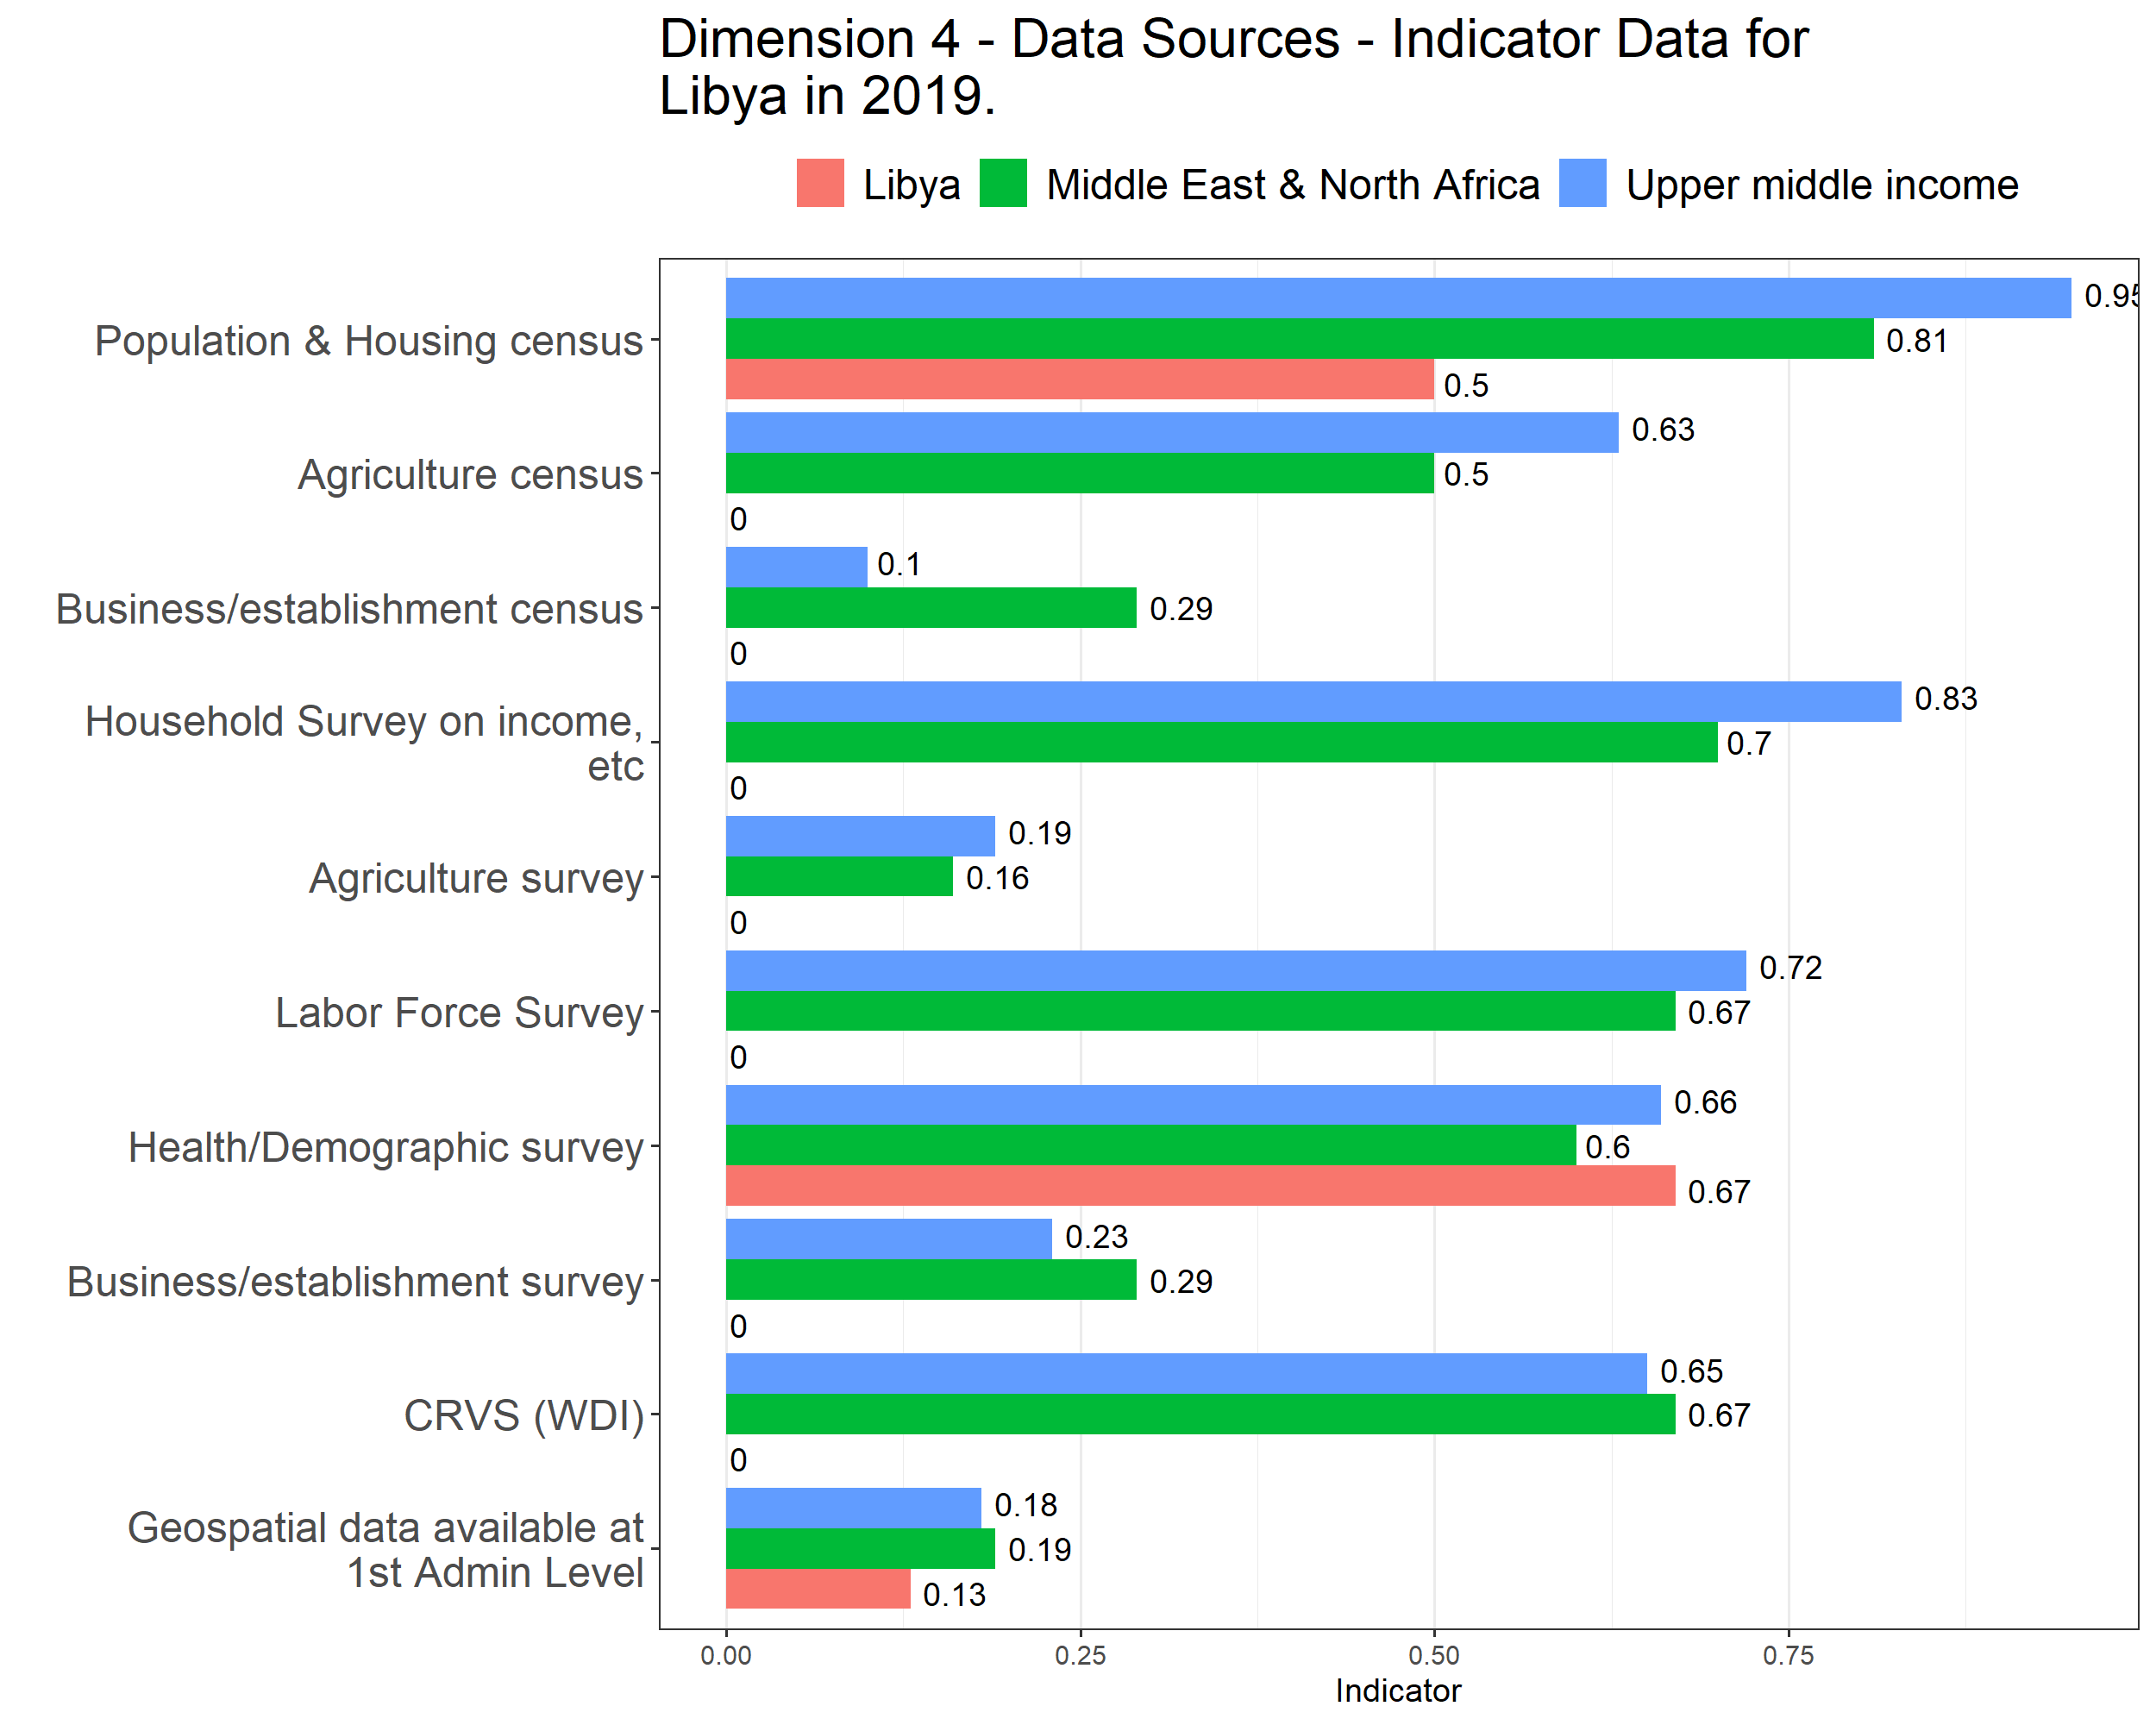 Dimension 4 - Data Sources - Indicator Data for
Libya in 2019.
Libya
Middle East & North Africa
Upper middle income
Population & Housing census
0.95
0.81
0.5
Agriculture census
0.63
0.5
0
Business/establishment census
0.1
0.29
0
Household Survey on income,
etc
0.83
0.7
0
Agriculture survey
0.19
0.16
0
Labor Force Survey
0.72
0.67
0
Health/Demographic survey
0.66
0.6
0.67
Business/establishment survey
0.23
0.29
0
CRVS (WDI)
0.65
0.67
0
Geospatial data available at
1st Admin Level
0.18
0.19
0.13
0.00
0.25
0.50
0.75
Indicator